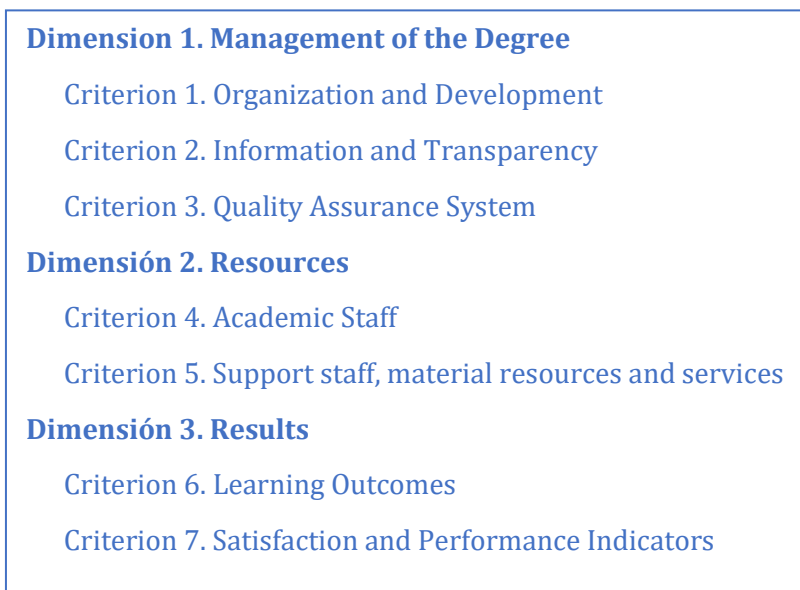 Dimension 1. Management of the Degree
Criterion 1. Organization and Development
Criterion 2. Information and Transparency
Criterion 3. Quality Assurance System
Dimensión 2. Resources
Criterion 4. Academic Staff
Criterion 5. Support staff, material resources and services
Dimensión 3. Results
Criterion 6. Learning Outcomes
Criterion 7. Satisfaction and Performance Indicators